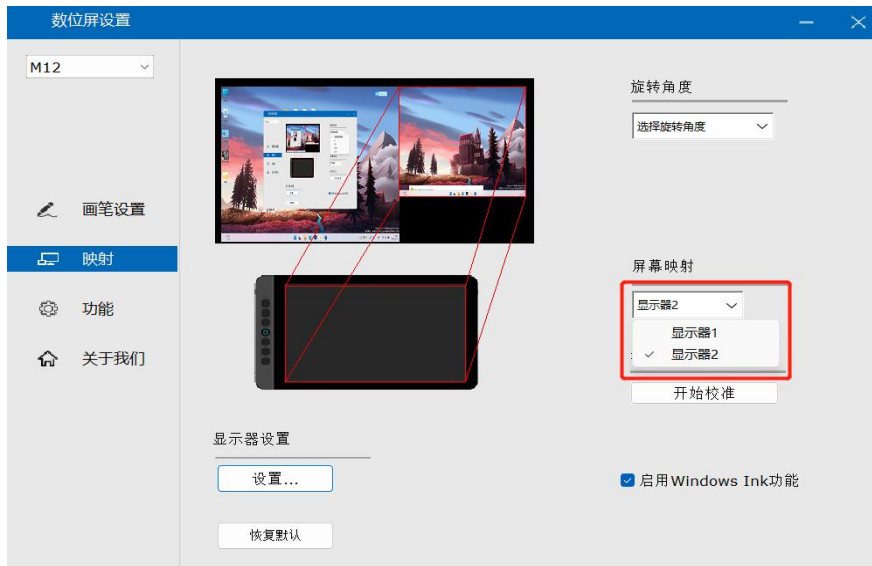 数位屏设置
M12
画笔设置
映射
功能
关于我们
旋转角度
选择旋转角度
屏幕映射
显示器2
显示器1
显示器2
开始校准
显示器设置
设置...
恢复默认
启用Windows Ink功能